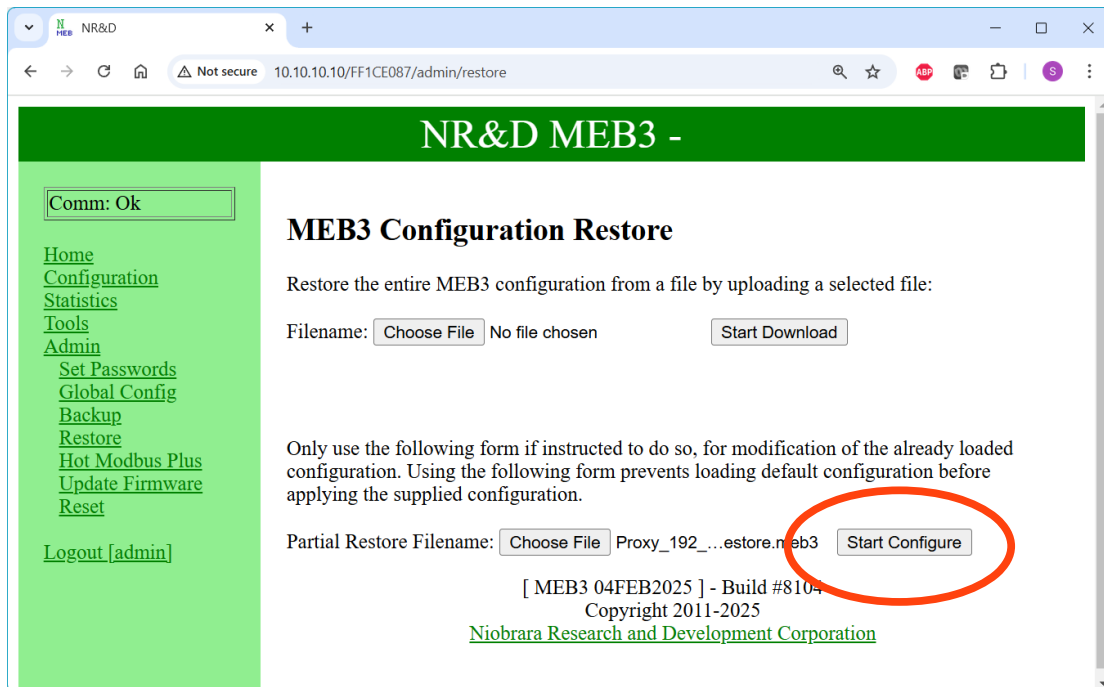 N
MEB
NR&D
Not secure
10.10.10.10/FF1CE087/admin/restore
ABP
S
NR&D MEB3 -
Comm: Ok
Home
Configuration
Statistics
Tools
Admin
Set Passwords
Global Config
Backup
Restore
Hot Modbus Plus
Update Firmware
Reset
Logout [admin]
MEB3 Configuration Restore
Restore the entire MEB3 configuration from a file by uploading a selected file:
Filename: Choose File No file chosen Start Download
Only use the following form if instructed to do so, for modification of the already loaded
configuration. Using the following form prevents loading default configuration before
applying the supplied configuration.
Partial Restore Filename: Choose File Proxy_192_...estore.meb3 Start Configure
[ MEB3 04FEB2025 ] - Build #8104
Copyright 2011-2025
Niobrara Research and Development Corporation